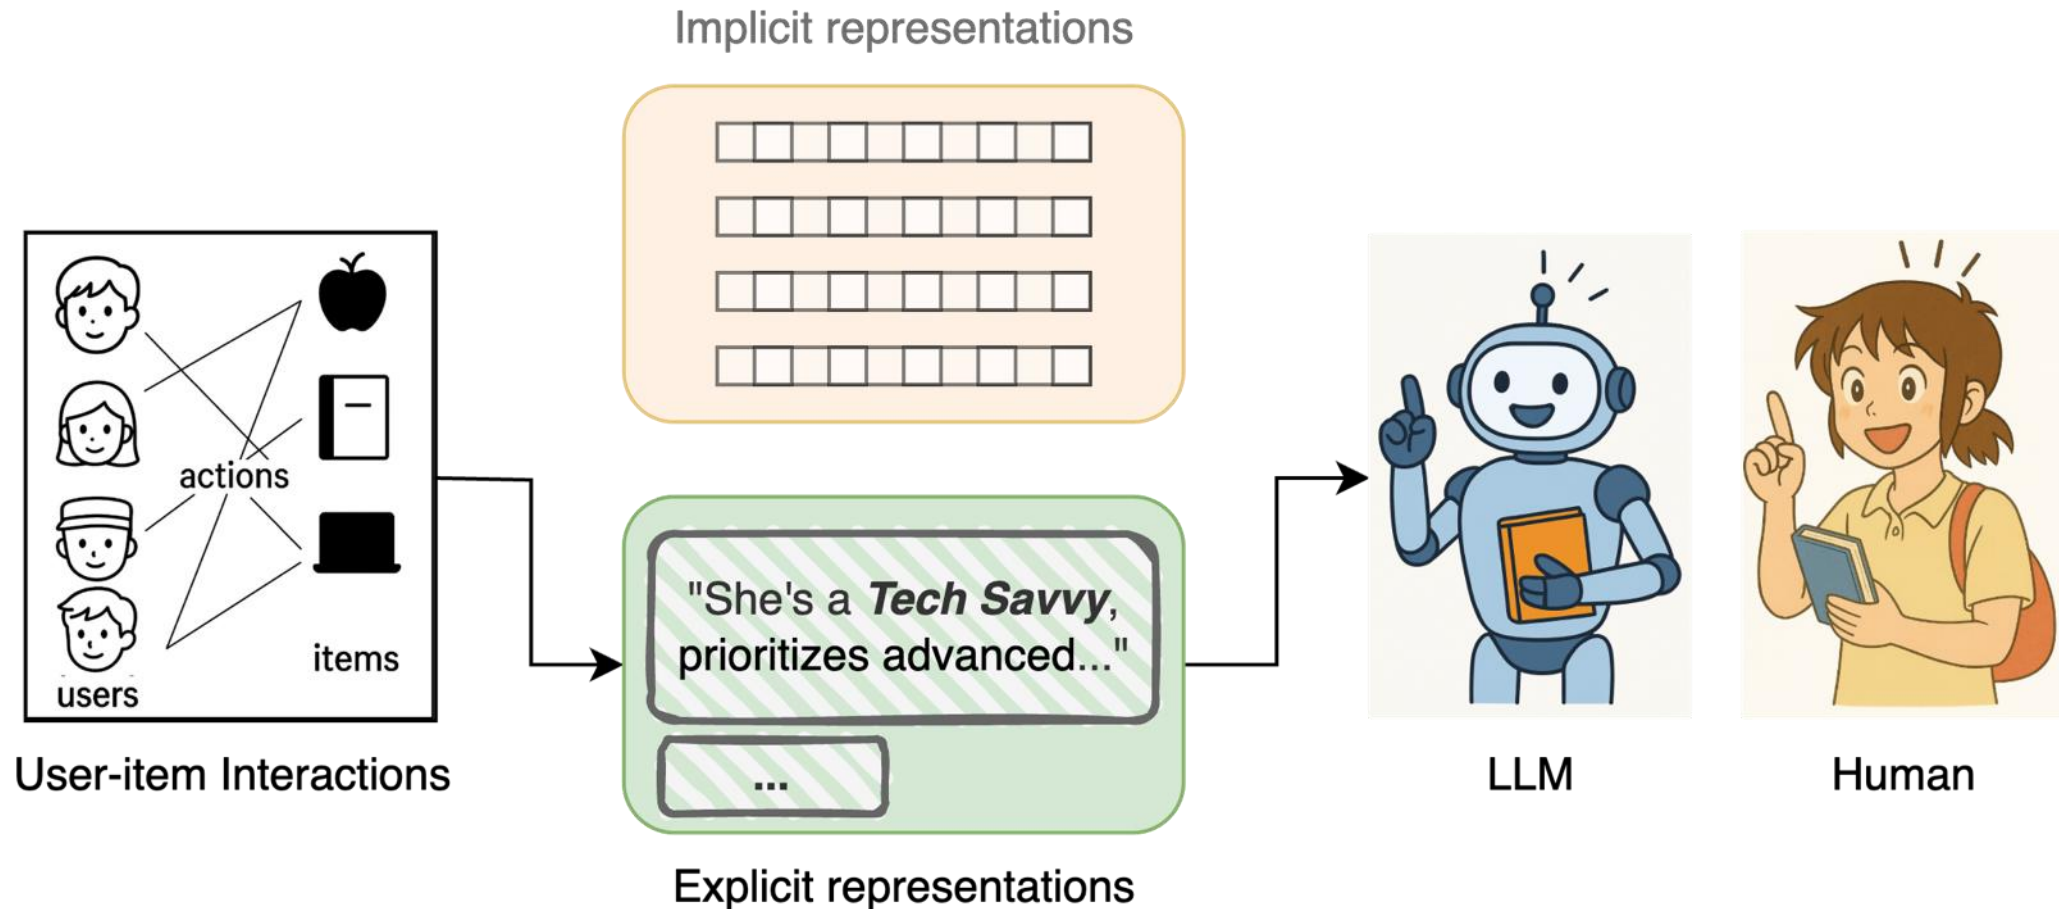 Implicit representations
actions
items
users
User-item Interactions
"She's a Tech Savvy,
prioritizes advanced..."
...
Explicit representations
LLM
Human